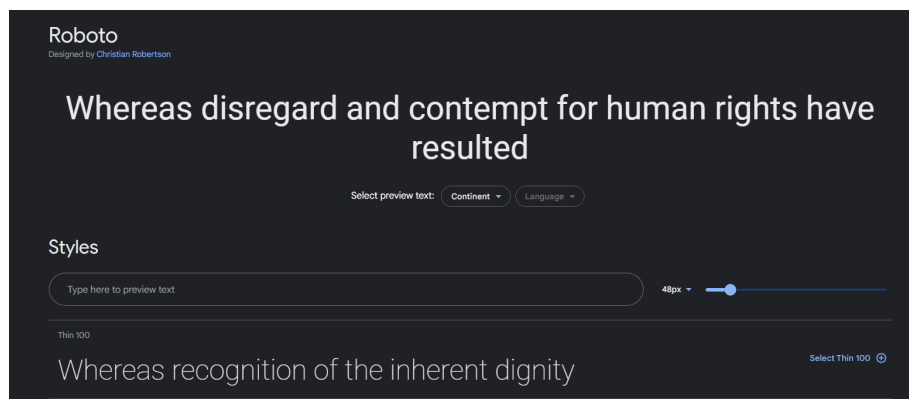 Roboto
Designed by Christian Robertson
Whereas disregard and contempt for human rights have
resulted
Select preview text: Continent Language
Styles
Type here to preview text 48px
Thin 100
Select Thin 100
Whereas recognition of the inherent dignity